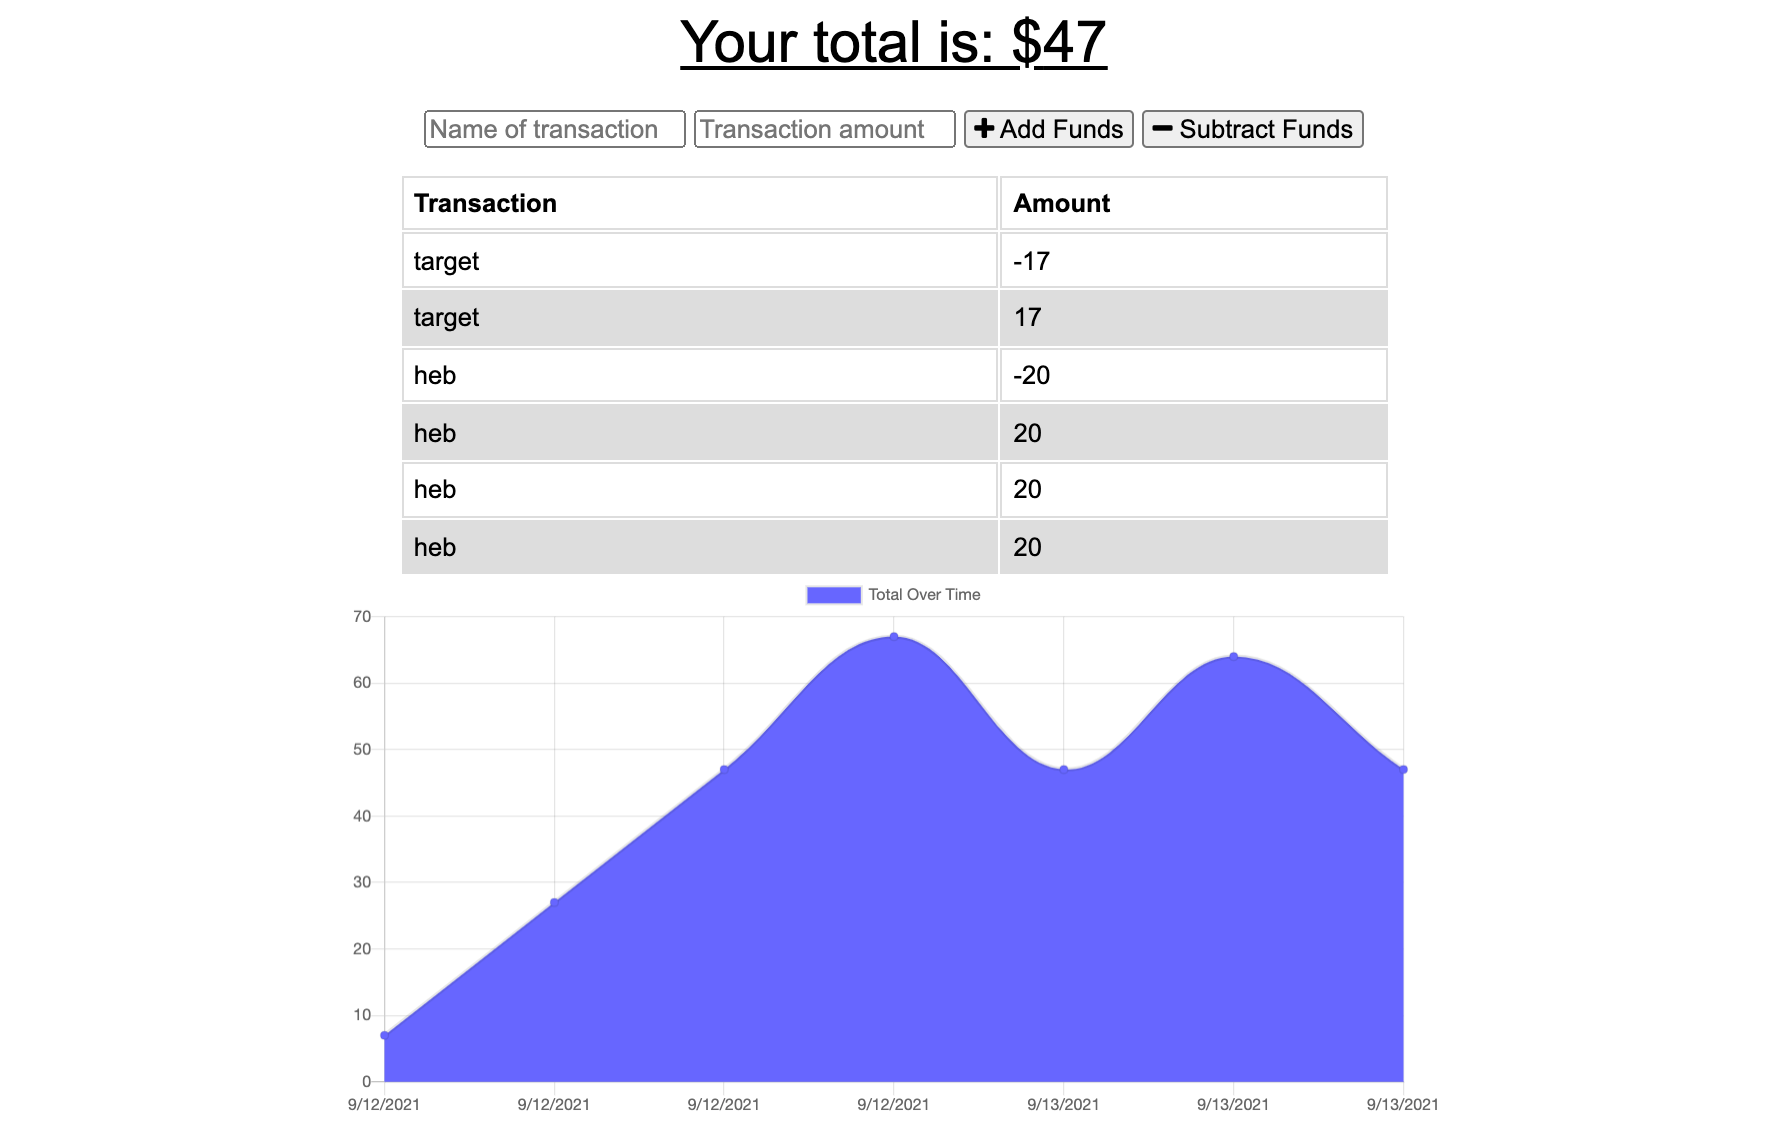 Your total is: $47
Name of transaction Transaction amount Add Funds Subtract Funds
Transaction Amount
target -17
target 17
heb -20
heb 20
heb 20
heb 20
Total Over Time
70
60
50
40
30
20
10
0
9/12/2021 9/12/2021 9/12/2021 9/12/2021 9/13/2021 9/13/2021 9/13/2021